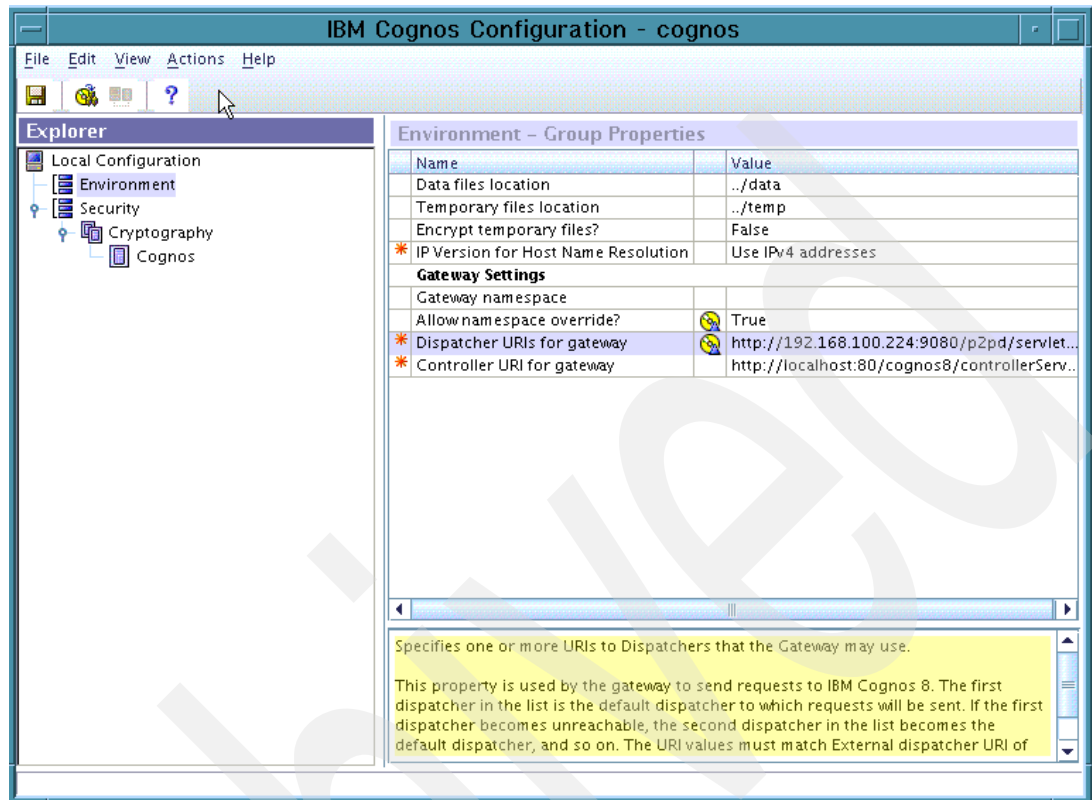 IBM Cognos Configuration - cognos
File Edit View Actions Help
?
Explorer
Local Configuration
Environment
Security
Cryptography
Cognos
Environment – Group Properties
Name Value
Data files location ../data
Temporary files location ../temp
Encrypt temporary files? False
* IP Version for Host Name Resolution Use IPv4 addresses
Gateway Settings
Gateway namespace
Allow namespace override? True
* Dispatcher URIs for gateway http://192.168.100.224:9080/p2pd/servlet...
* Controller URI for gateway http://localhost:80/cognos8/controllerServ..
Specifies one or more URIs to Dispatchers that the Gateway may use.
This property is used by the gateway to send requests to IBM Cognos 8. The first
dispatcher in the list is the default dispatcher to which requests will be sent. If the first
dispatcher becomes unreachable, the second dispatcher in the list becomes the
default dispatcher, and so on. The URI values must match External dispatcher URI of